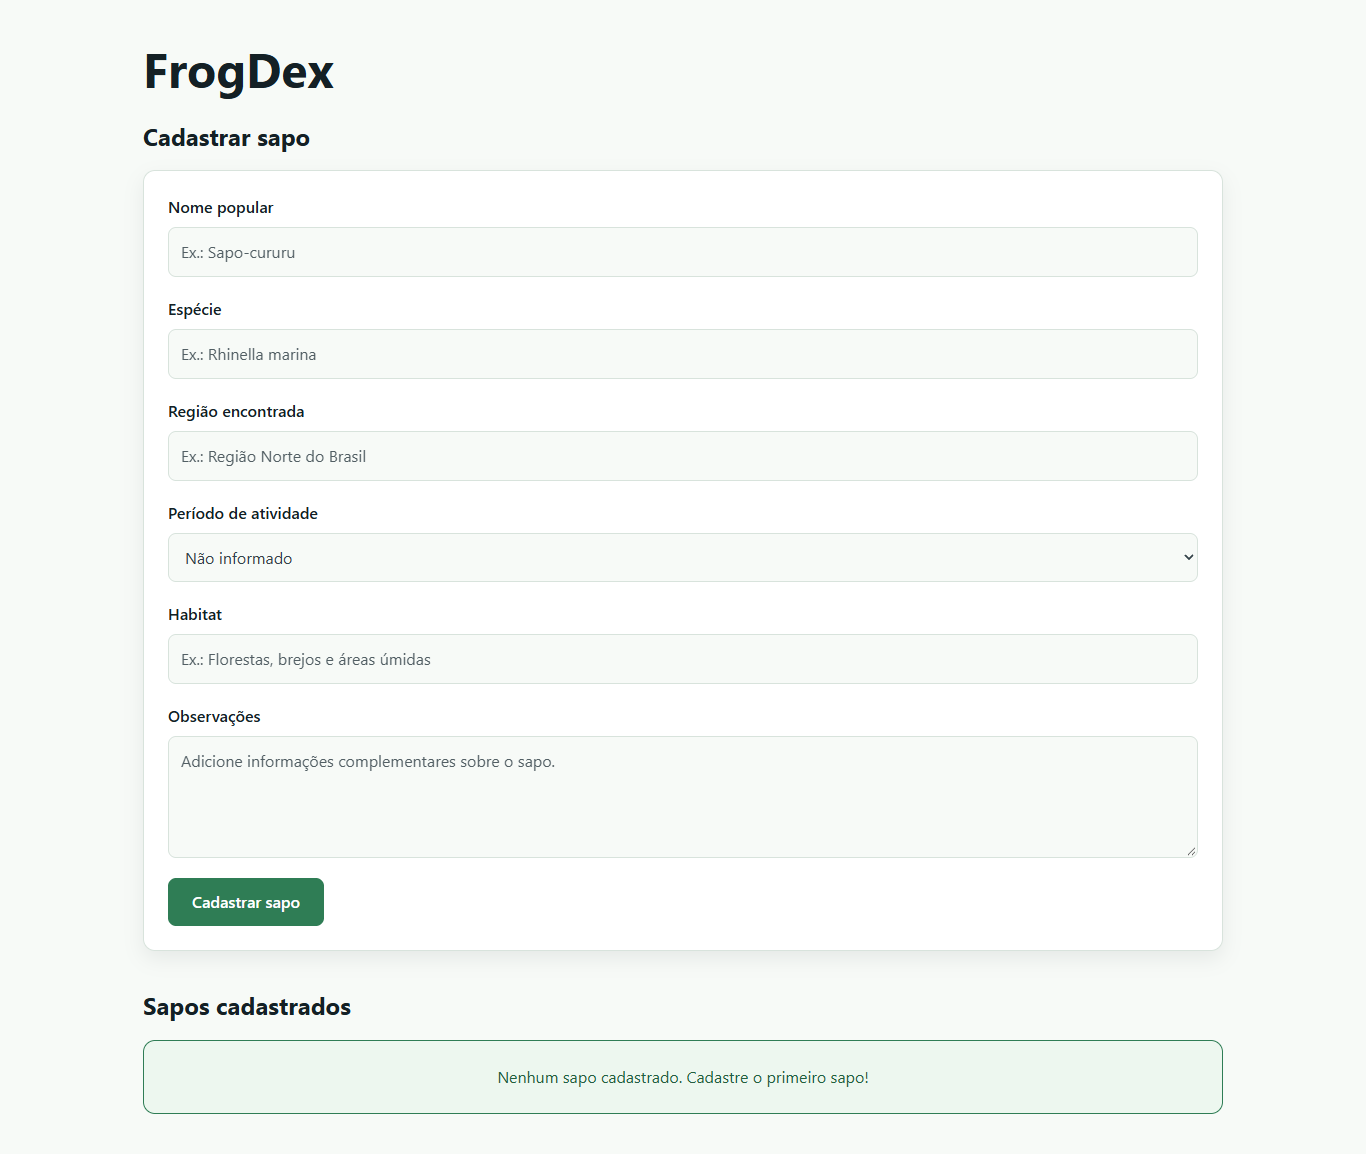 FrogDex
Cadastrar sapo
Nome popular
Ex.: Sapo-cururu
Espécie
Ex.: Rhinella marina
Região encontrada
Ex.: Região Norte do Brasil
Período de atividade
Não informado
Habitat
Ex.: Florestas, brejos e áreas úmidas
Observações
Adicione informações complementares sobre o sapo.
Cadastrar sapo
Sapos cadastrados
Nenhum sapo cadastrado. Cadastre o primeiro sapo!